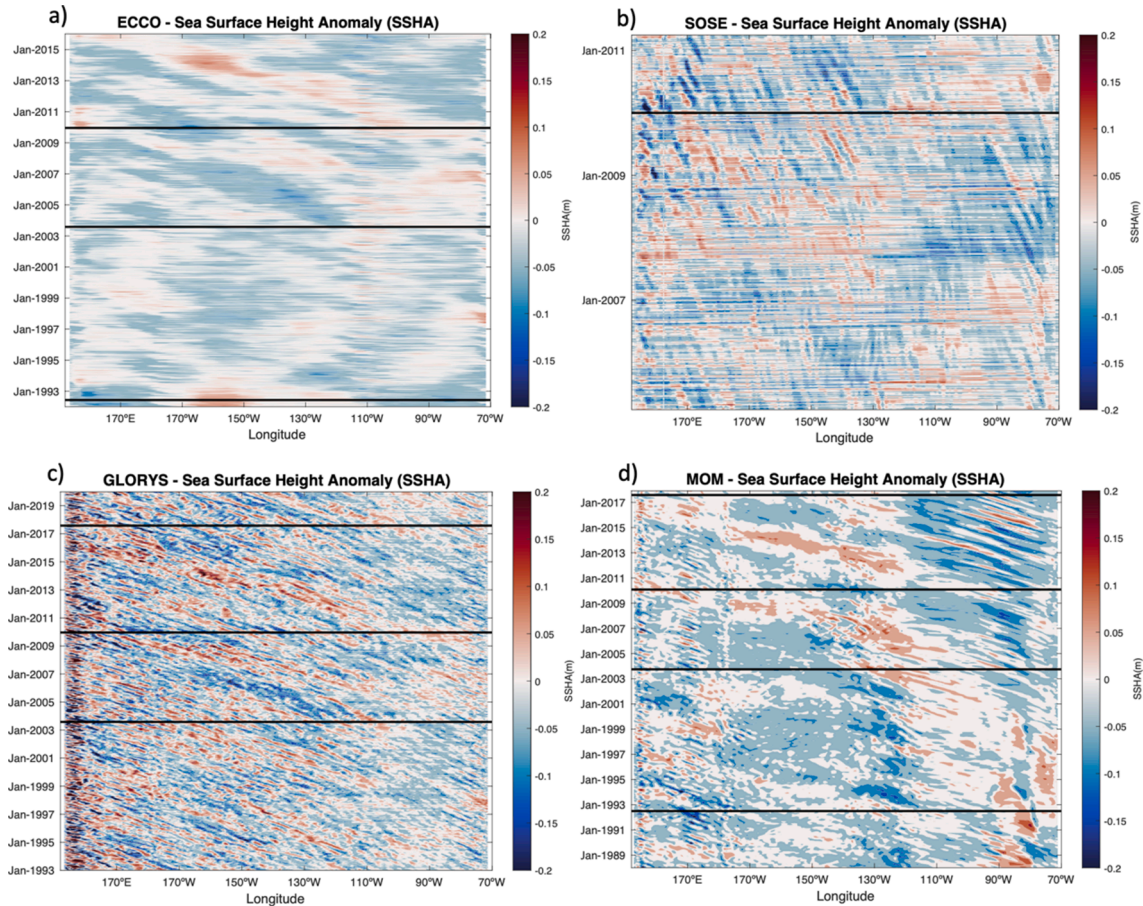 a)
ECCO - Sea Surface Height Anomaly (SSHA)
Jan-2015
Jan-2013
Jan-2011
Jan-2009
Jan-2007
Jan-2005
Jan-2003
Jan-2001
Jan-1999
Jan-1997
Jan-1995
Jan-1993
170ºE 170ºW 150ºW 130ºW 110ºW 90ºW 70ºW
Longitude
0.2
0.15
0.1
0.05
0
-0.05
-0.1
-0.15
-0.2
SSHA(m)
b)
SOSE - Sea Surface Height Anomaly (SSHA)
Jan-2011
Jan-2009
Jan-2007
170ºE 170ºW 150ºW 130ºW 110ºW 90ºW 70ºW
Longitude
0.2
0.15
0.1
0.05
0
-0.05
-0.1
-0.15
-0.2
SSHA(m)
c)
GLORYS - Sea Surface Height Anomaly (SSHA)
Jan-2019
Jan-2017
Jan-2015
Jan-2013
Jan-2011
Jan-2009
Jan-2007
Jan-2005
Jan-2003
Jan-2001
Jan-1999
Jan-1997
Jan-1995
Jan-1993
170ºE 170ºW 150ºW 130ºW 110ºW 90ºW 70ºW
Longitude
0.2
0.15
0.1
0.05
0
-0.05
-0.1
-0.15
-0.2
SSHA(m)
d)
MOM - Sea Surface Height Anomaly (SSHA)
Jan-2017
Jan-2015
Jan-2013
Jan-2011
Jan-2009
Jan-2007
Jan-2005
Jan-2003
Jan-2001
Jan-1999
Jan-1997
Jan-1995
Jan-1993
Jan-1991
Jan-1989
170ºE 170ºW 150ºW 130ºW 110ºW 90ºW 70ºW
Longitude
0.2
0.15
0.1
0.05
0
-0.05
-0.1
-0.15
-0.2
SSHA(m)